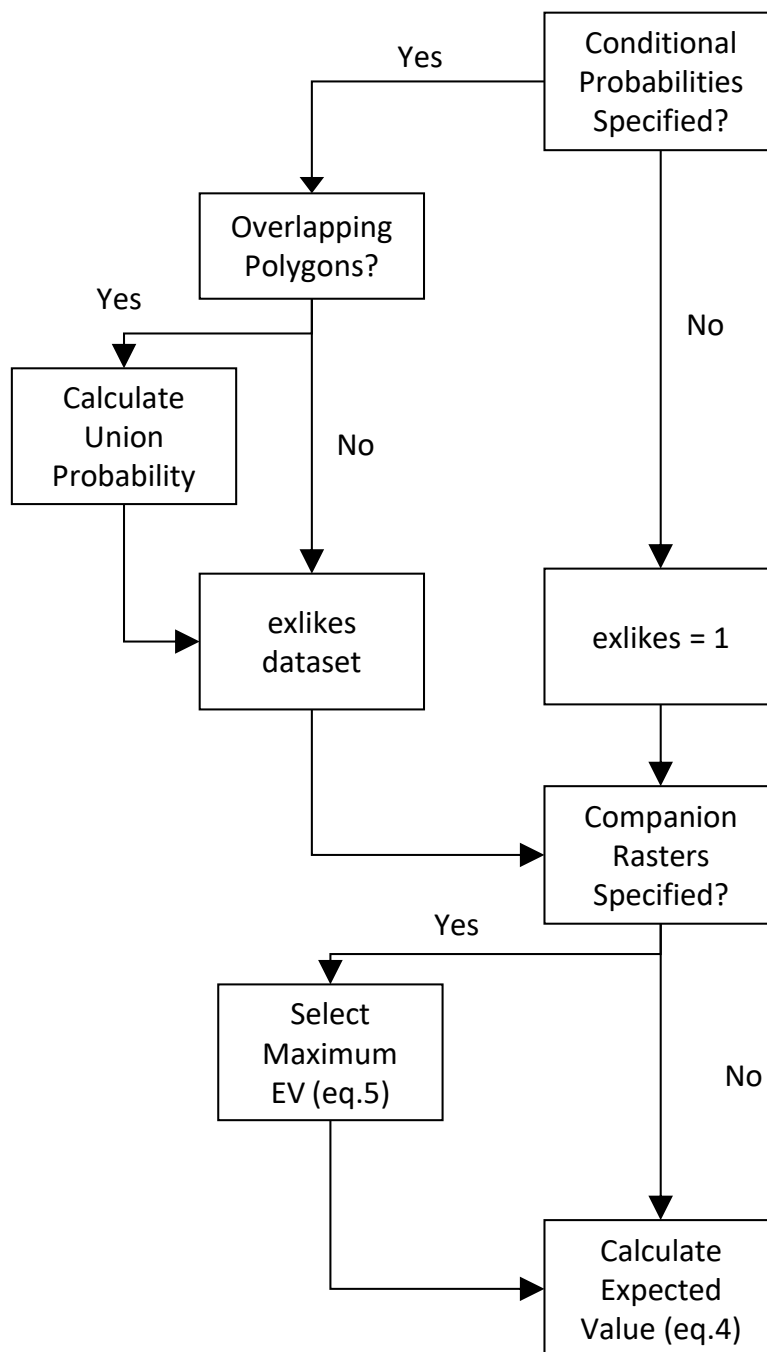 Conditional
Probabilities
Specified?
Yes
Overlapping
Polygons?
Yes
No
Calculate
Union
Probability
No
exlikes
dataset
exlikes = 1
Companion
Rasters
Specified?
Yes
Select
Maximum
EV (eq.5)
No
Calculate
Expected
Value (eq.4)